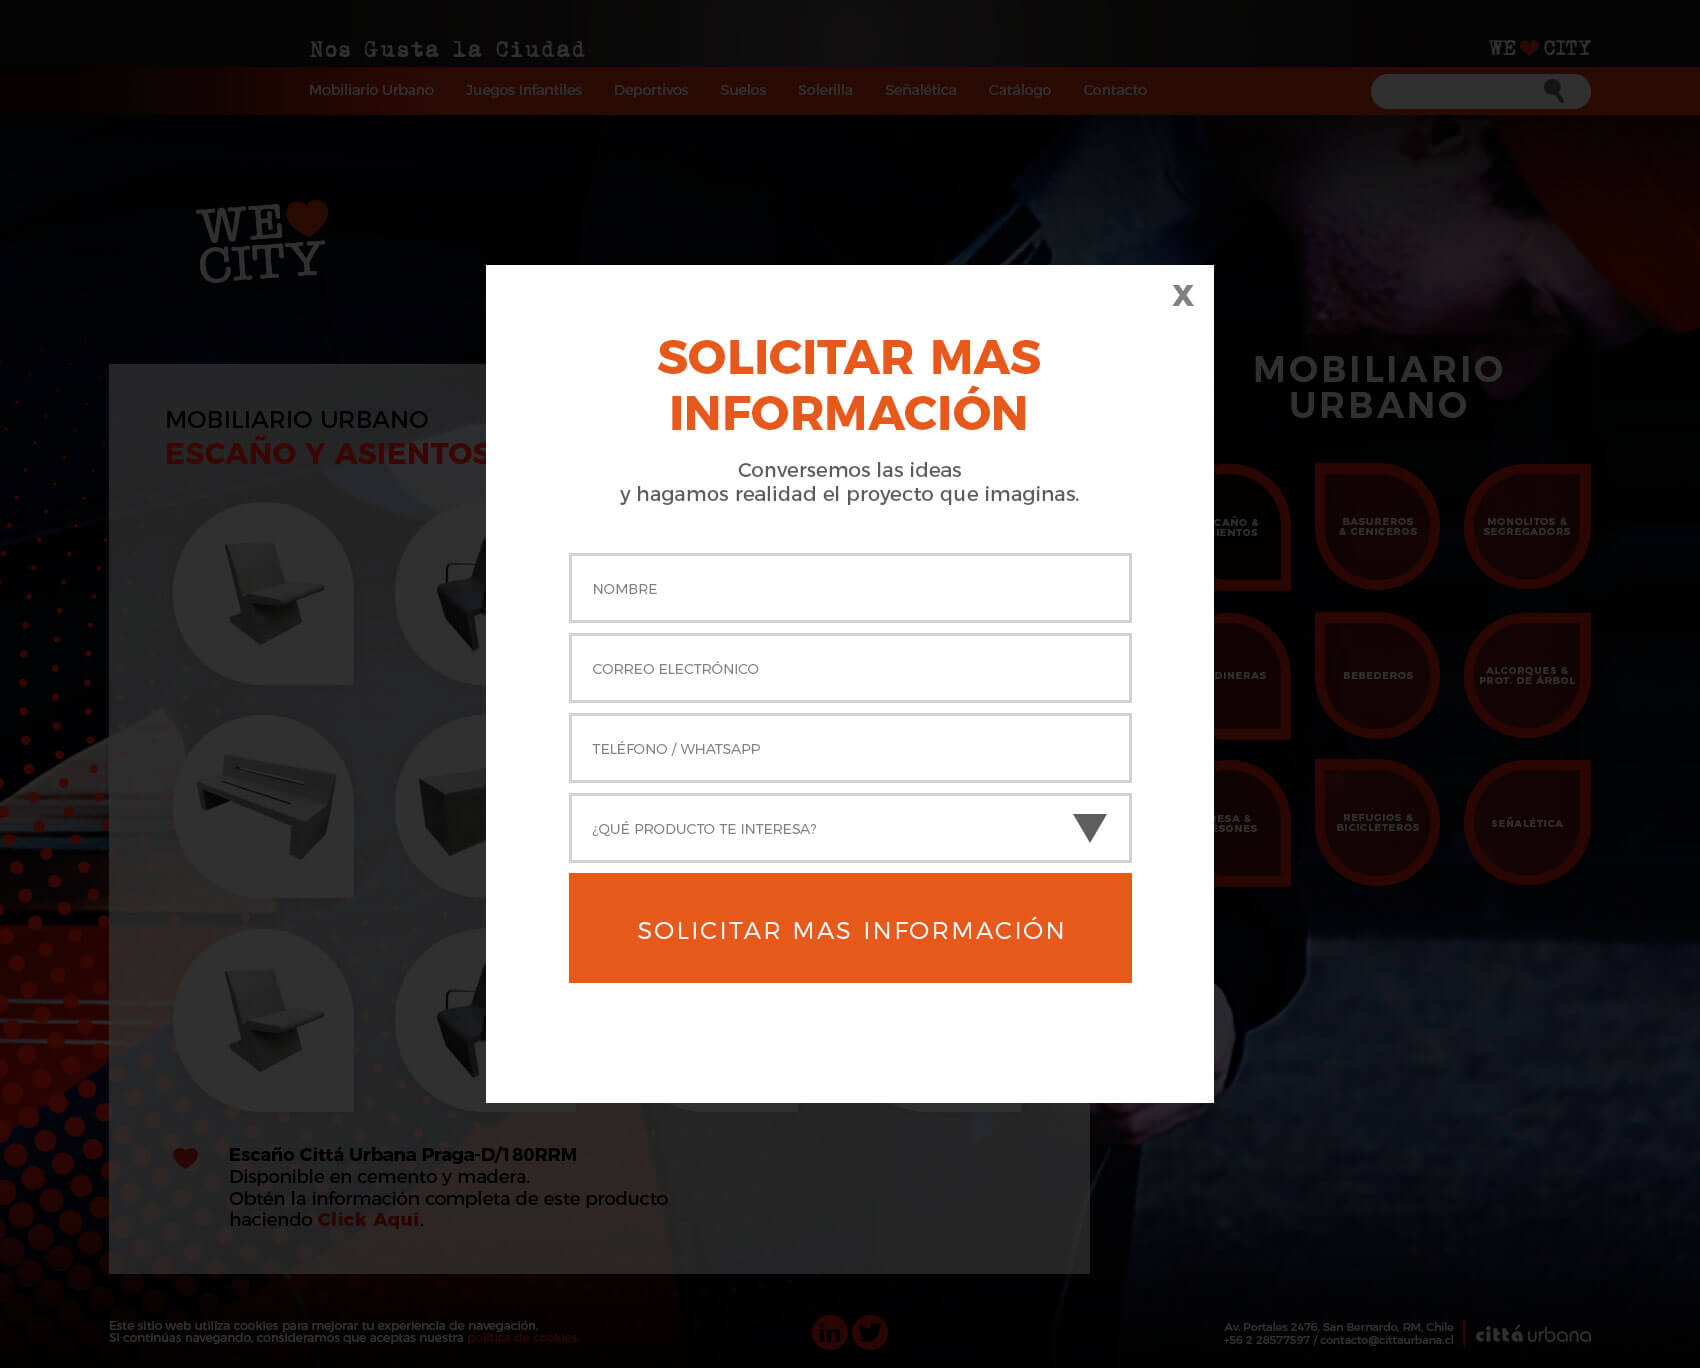 Nos Gusta la Ciudad
WE CITY
Mobiliario Urbano Juegos Infantiles Deportivos Suelos Solerilla Señalética Catálogo Contacto
WE
CITY
X
SOLICITAR MAS
INFORMACIÓN
Conversemos las ideas
y hagamos realidad el proyecto que imaginas.
NOMBRE
CORREO ELECTRÓNICO
TELÉFONO / WHATSAPP
¿QUÉ PRODUCTO TE INTERESA?
SOLICITAR MAS INFORMACIÓN
MOBILIARIO URBANO
ESCAÑO Y ASIENTOS
MOBILIARIO
URBANO
BASUREROS
& CENICEROS
MONOLITOS &
SEGREGADORS
BEBEDEROS
ALCORQUES &
PROT. DE ÁRBOL
REFUGIOS &
BICICLETEROS
SEÑALÉTICA
Escaño Cittá Urbana Praga-D/180RRM
Disponible en cemento y madera.
Obtén la información completa de este producto
haciendo Click Aquí.
Este sitio web utiliza cookies para mejorar tu experiencia de navegación.
Si continúas navegando, consideramos que aceptas nuestra política de cookies.
in
Av. Portales 2476, San Bernardo, RM, Chile
+56 2 28577597 / contacto@cittaurbana.cl
cittá urbana